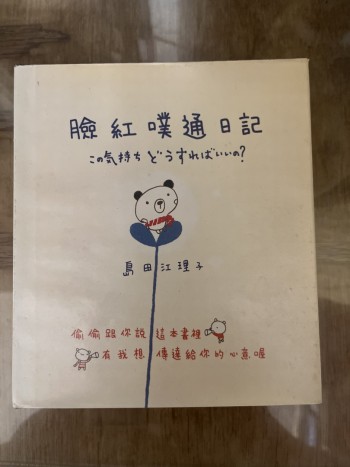 臉紅噗通日記
この気持ちどうすればいいの?
島田江理子
偷偷跟你說 這本書裡
有我想 傳達給你的心意喔